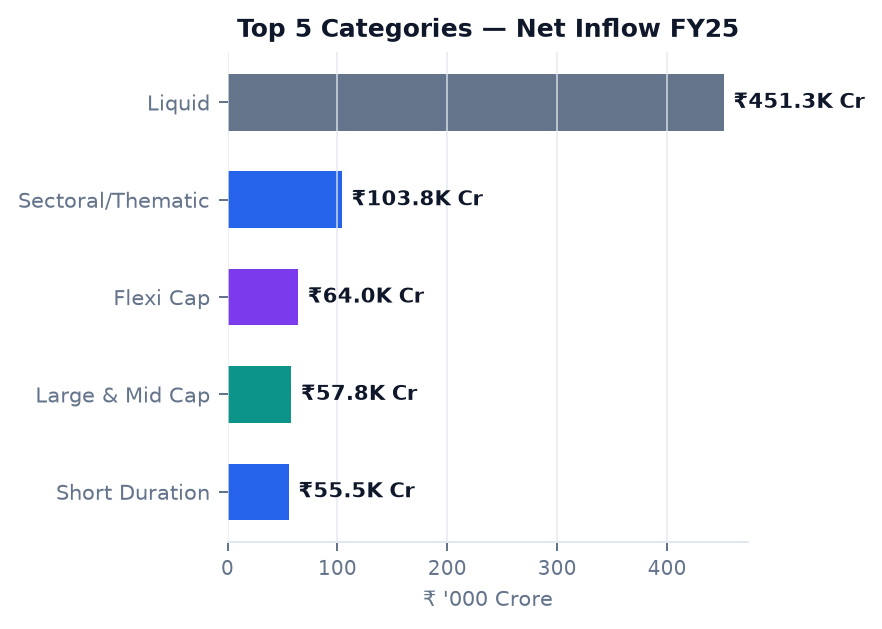 Top 5 Categories — Net Inflow FY25
Liquid ₹451.3K Cr
Sectoral/Thematic ₹103.8K Cr
Flexi Cap ₹64.0K Cr
Large & Mid Cap ₹57.8K Cr
Short Duration ₹55.5K Cr
0 100 200 300 400
₹ '000 Crore